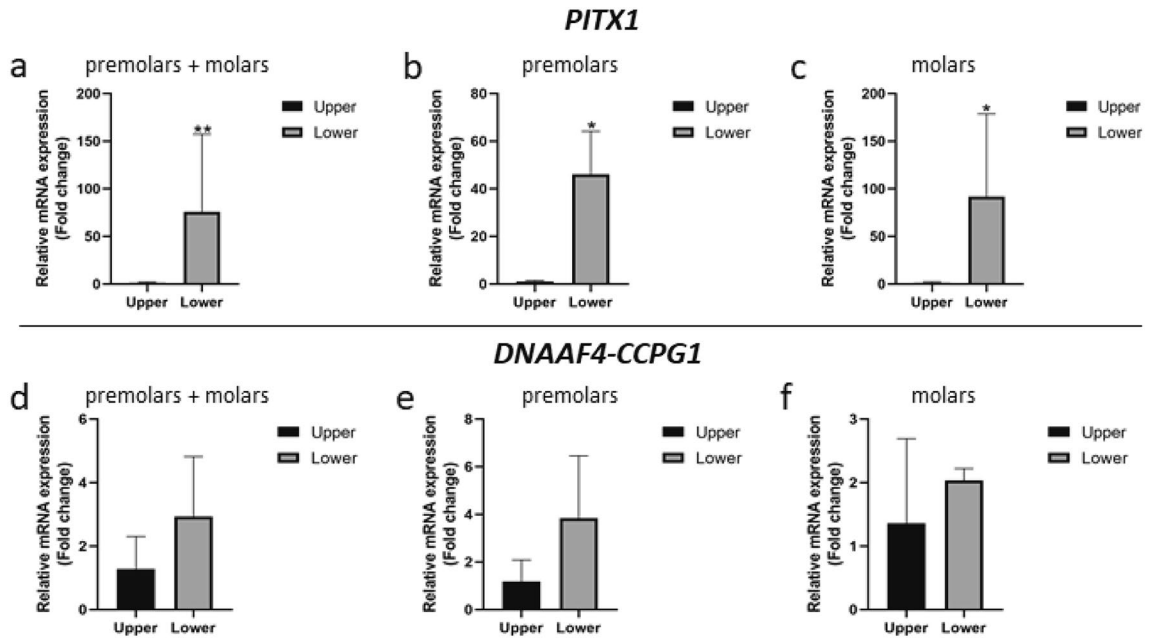 PITX1
a premolars + molars
Relative mRNA expression
(Fold change)
200
150
100
50
0
**
Upper
Lower
Upper Lower
b premolars
Relative mRNA expression
(Fold change)
80
60
40
20
0
*
Upper
Lower
Upper Lower
c molars
Relative mRNA expression
(Fold change)
200
150
100
50
0
*
Upper
Lower
Upper Lower
DNAAF4-CCPG1
d premolars + molars
Relative mRNA expression
(Fold change)
6
4
2
0
Upper
Lower
Upper Lower
e premolars
Relative mRNA expression
(Fold change)
8
6
4
2
0
Upper
Lower
Upper Lower
f molars
Relative mRNA expression
(Fold change)
3
2
1
0
Upper
Lower
Upper Lower